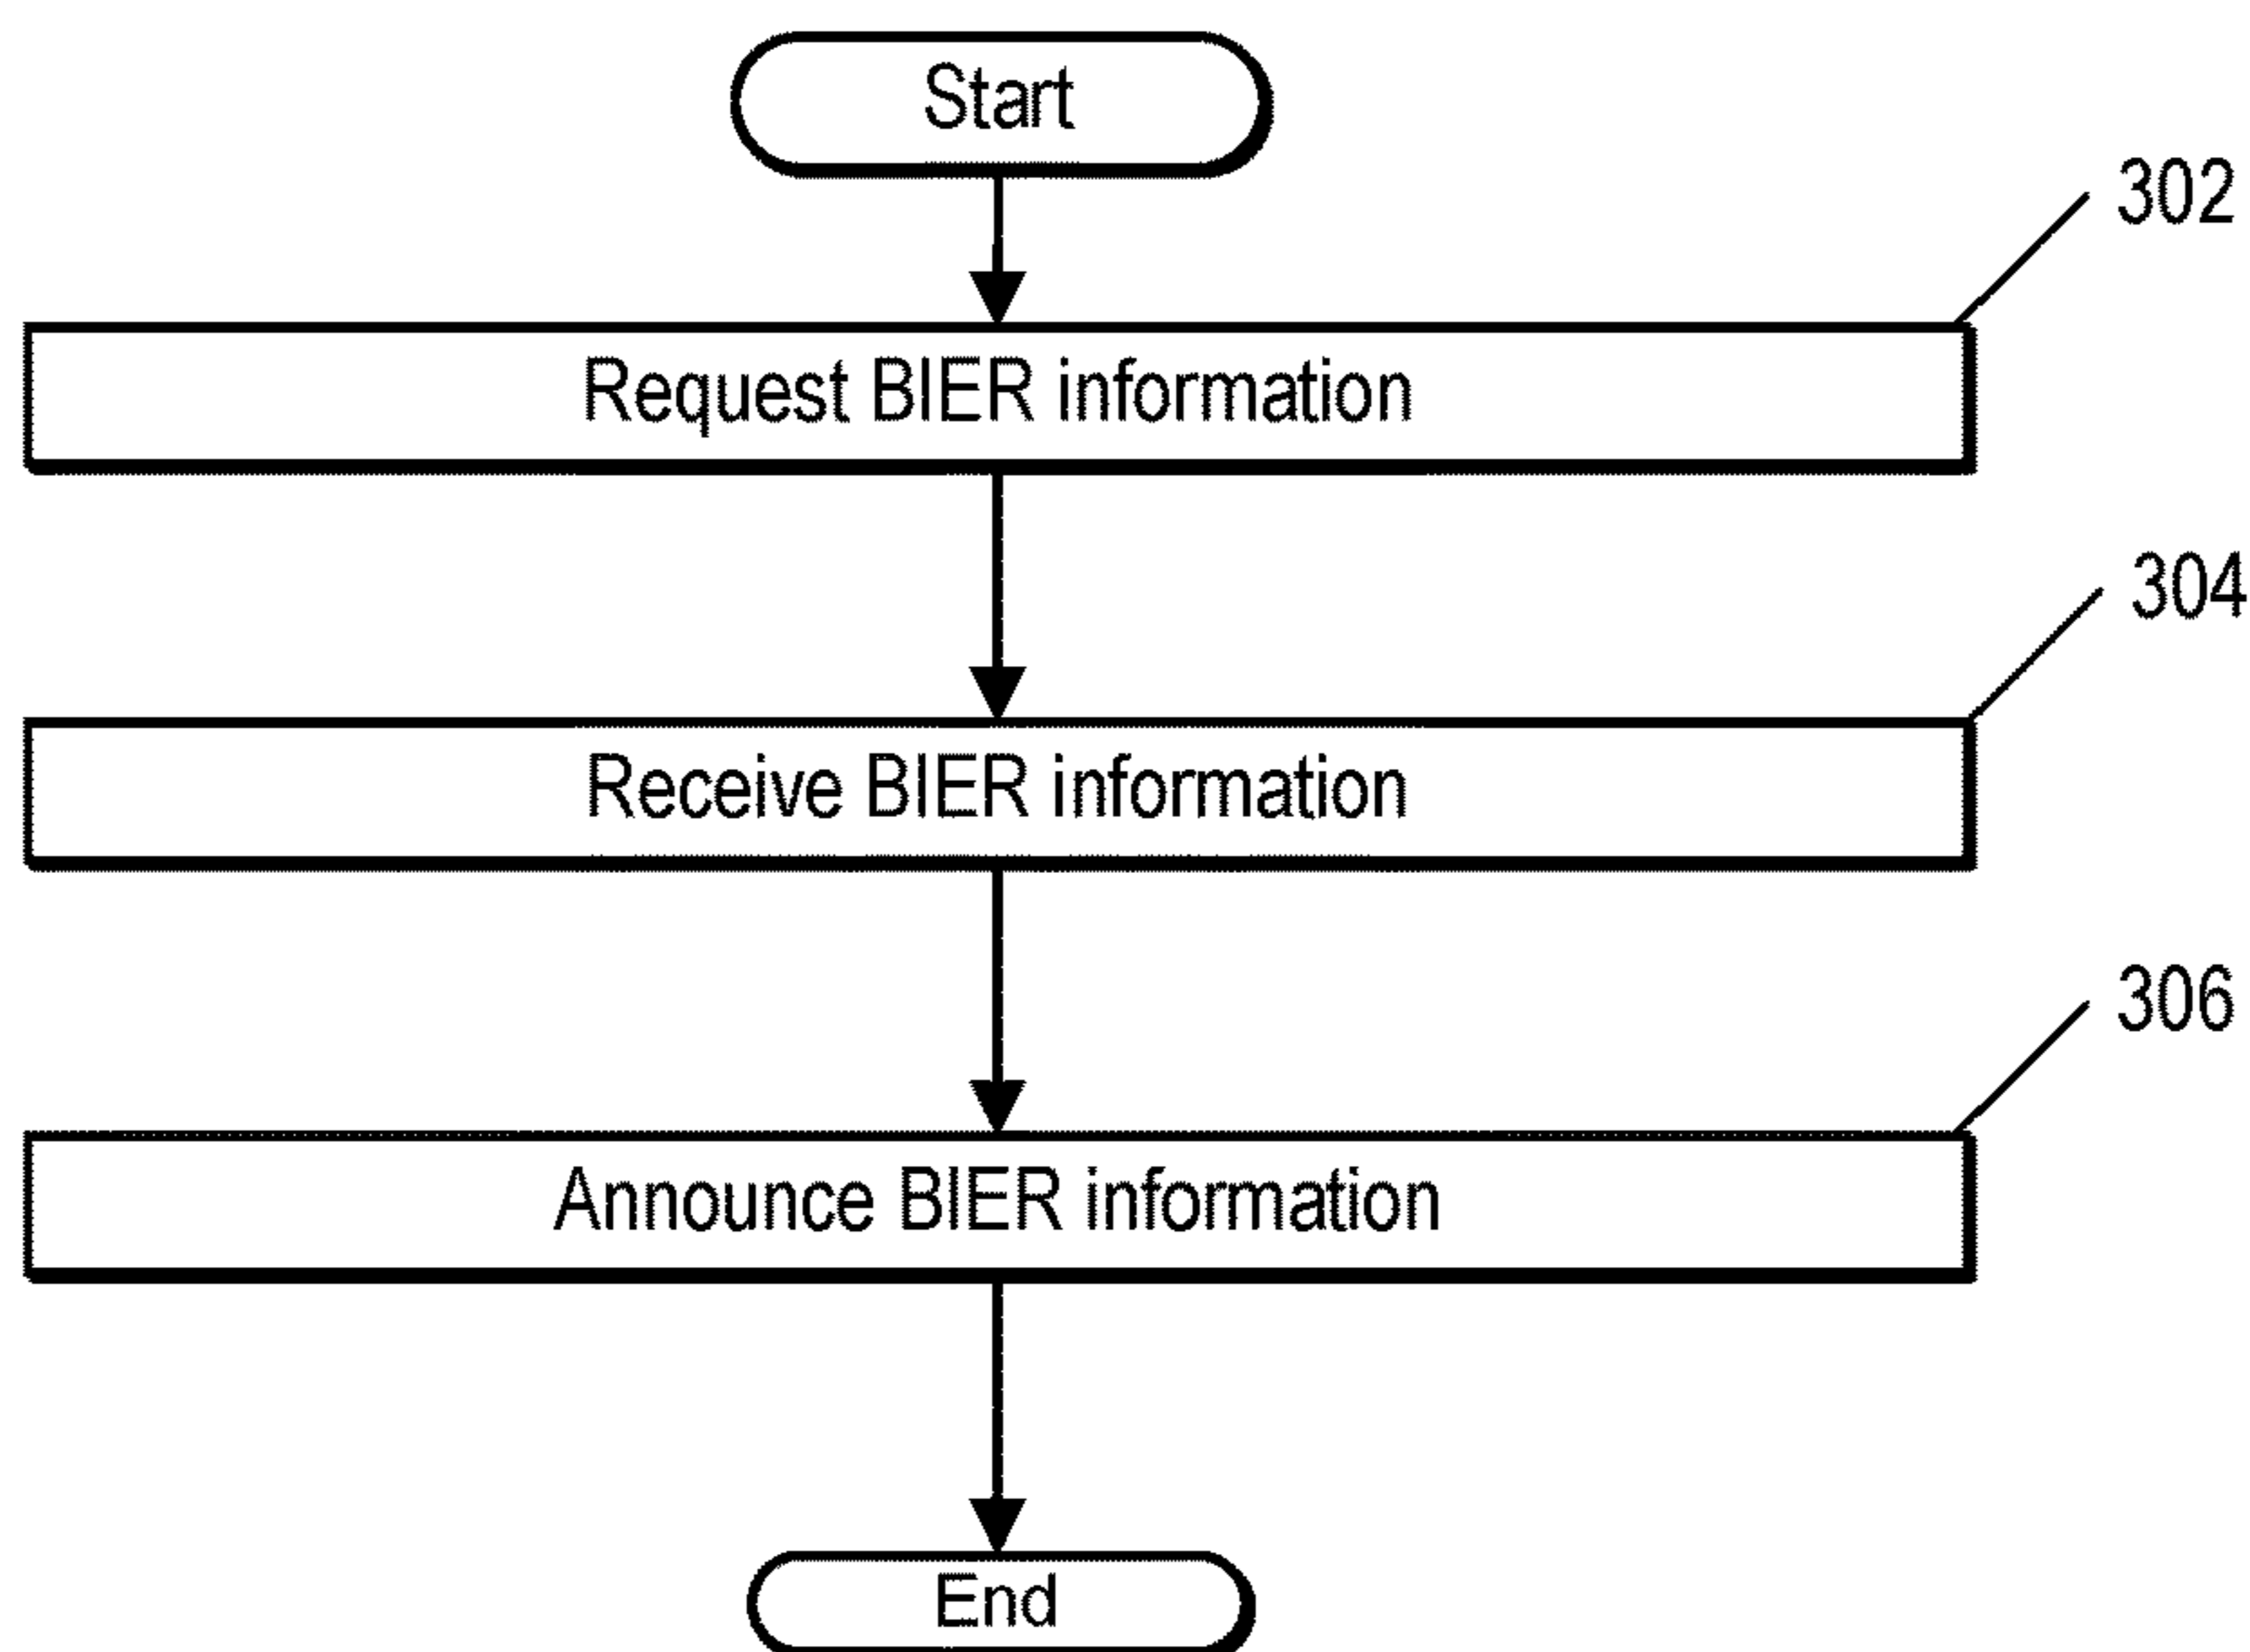 Start
302
Request BIER information
304
Receive BIER information
306
Announce BIER information
End